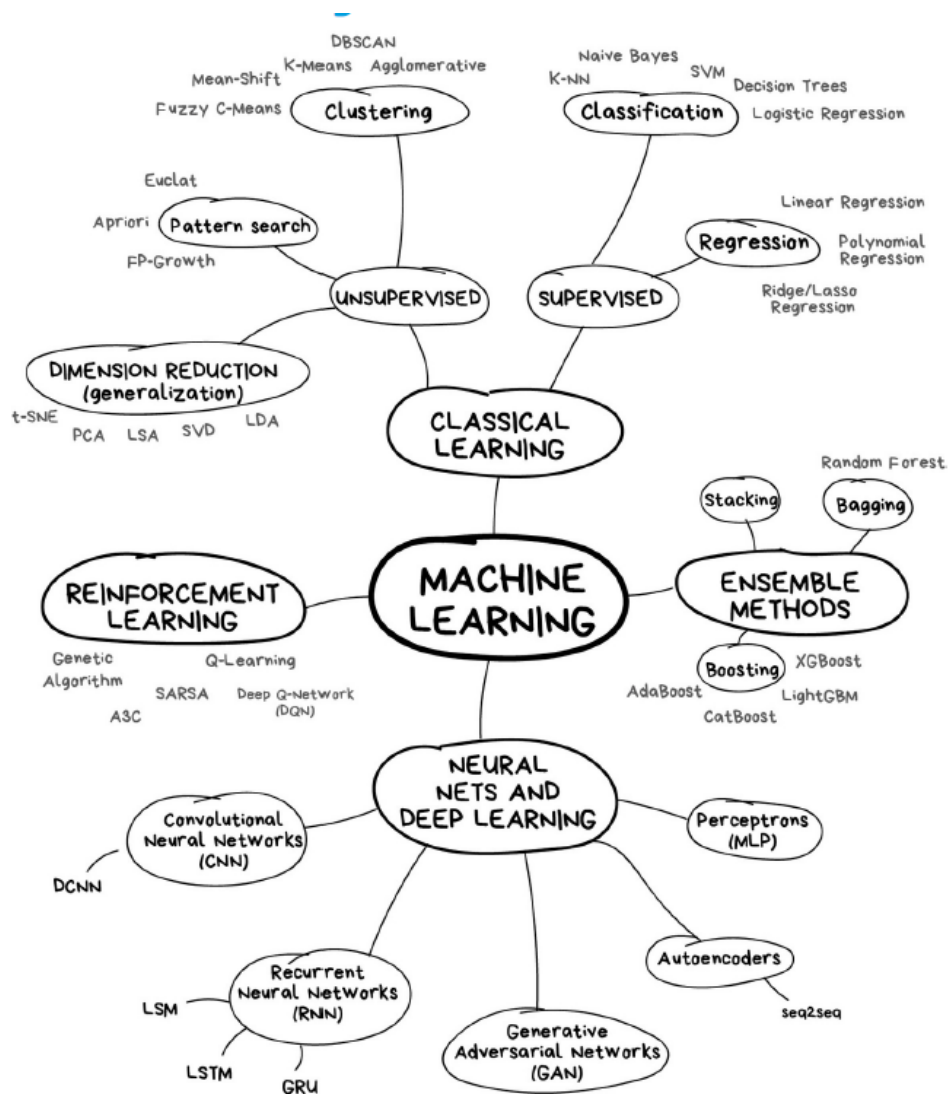 DBSCAN
K-Means
Agglomerative
Mean-Shift
Fuzzy C-Means
Clustering
Naive Bayes
K-NN
SVM
Decision Trees
Classification
Logistic Regression
Euclat
Apriori
Pattern search
FP-Growth
Linear Regression
Regression
Polynomial
Regression
Ridge/Lasso
Regression
UNSUPERVISED
SUPERVISED
DIMENSION REDUCTION
(generalization)
t-SNE
PCA
LSA
SVD
LDA
CLASSICAL
LEARNING
Random Forest
Stacking
Bagging
MACHINE
LEARNING
REINFORCEMENT
LEARNING
ENSEMBLE
METHODS
Genetic
Algorithm
Q-Learning
SARSA
Deep Q-Network
(DQN)
A3C
Boosting
XGBoost
AdaBoost
LightGBM
CatBoost
NEURAL
NETS AND
DEEP LEARNING
Convolutional
Neural Networks
(CNN)
DCNN
Perceptrons
(MLP)
Recurrent
Neural Networks
(RNN)
LSM
LSTM
GRU
Generative
Adversarial Networks
(GAN)
Autoencoders
seq2seq